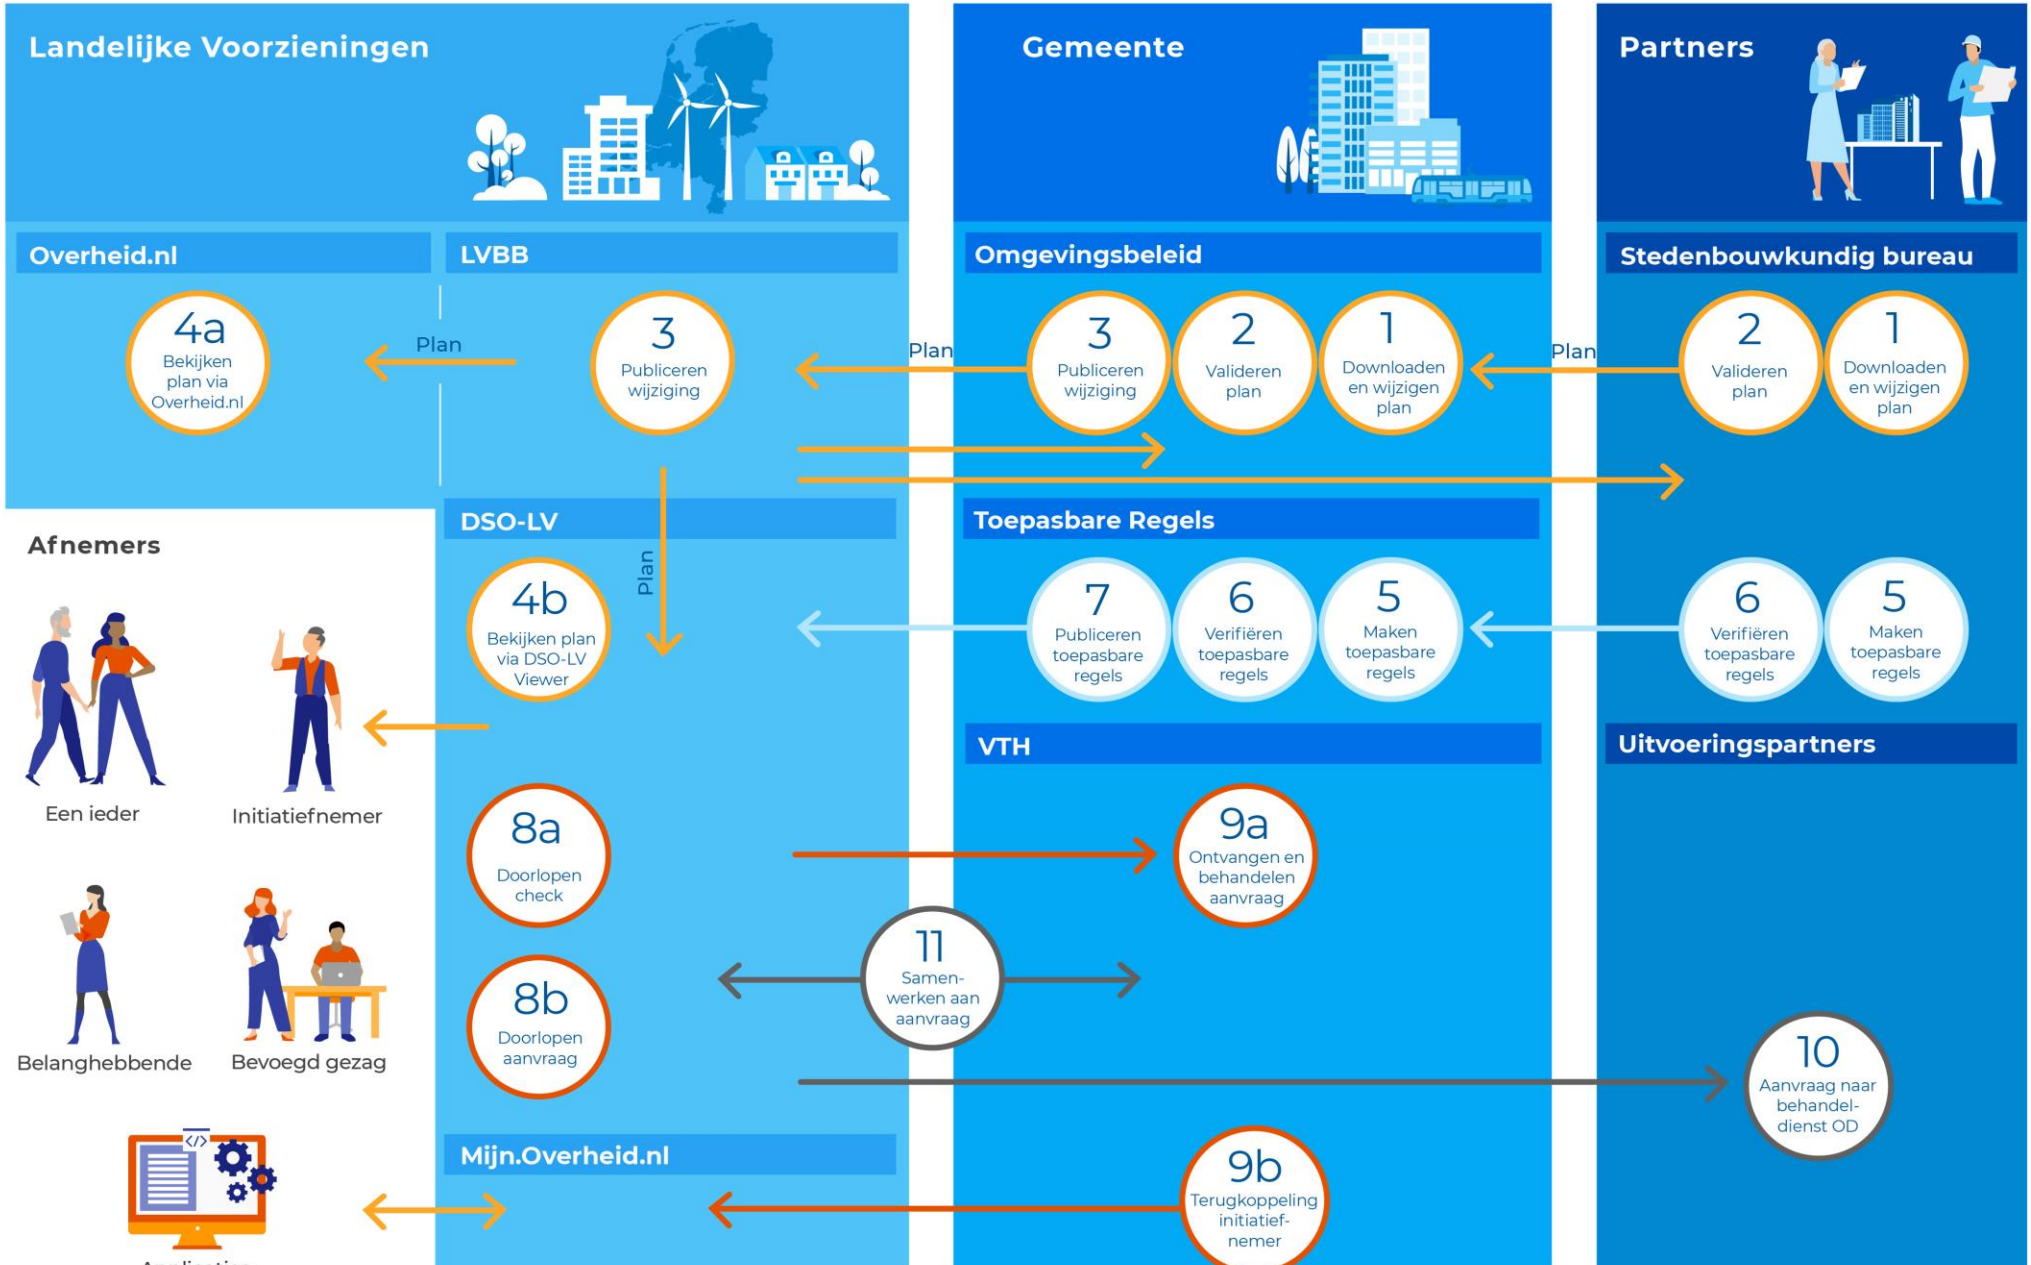 Landelijke Voorzieningen
Gemeente
Partners
Overheid.nl
LVBB
Omgevingsbeleid
Stedenbouwkundig bureau
4a
Bekijken
plan via
Overheid.nl
Plan
3
Publiceren
wijziging
Plan
3
Publiceren
wijziging
2
Valideren
plan
1
Downloaden
en wijzigen
plan
Plan
2
Valideren
plan
1
Downloaden
en wijzigen
plan
Afnemers
DSO-LV
Toepasbare Regels
4b
Bekijken plan
via DSO-LV
Viewer
Plan
7
Publiceren
toepasbare
regels
6
Verifiëren
toepasbare
regels
5
Maken
toepasbare
regels
6
Verifiëren
toepasbare
regels
5
Maken
toepasbare
regels
Een ieder
Initiatiefnemer
VTH
Uitvoeringspartners
8a
Doorlopen
check
9a
Ontvangen en
behandelen
aanvraag
11
Samen-
werken aan
aanvraag
8b
Doorlopen
aanvraag
Belanghebbende
Bevoegd gezag
10
Aanvraag naar
behandel-
dienst OD
</>
Mijn.Overheid.nl
9b
Terugkoppeling
initiatief-
nemer